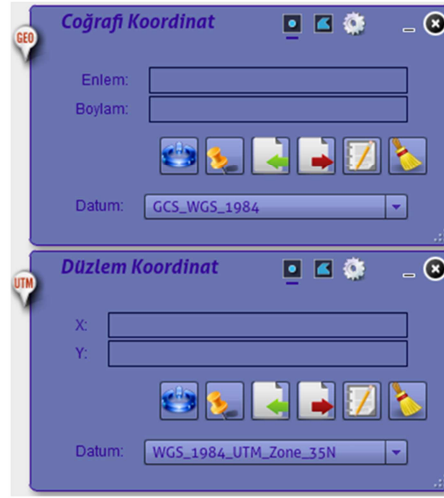 GEO
Coğrafi Koordinat
Enlem:
Boylam:
Datum: GCS_WGS_1984
UTM
Düzlem Koordinat
X:
Y:
Datum: WGS_1984_UTM_Zone_35N